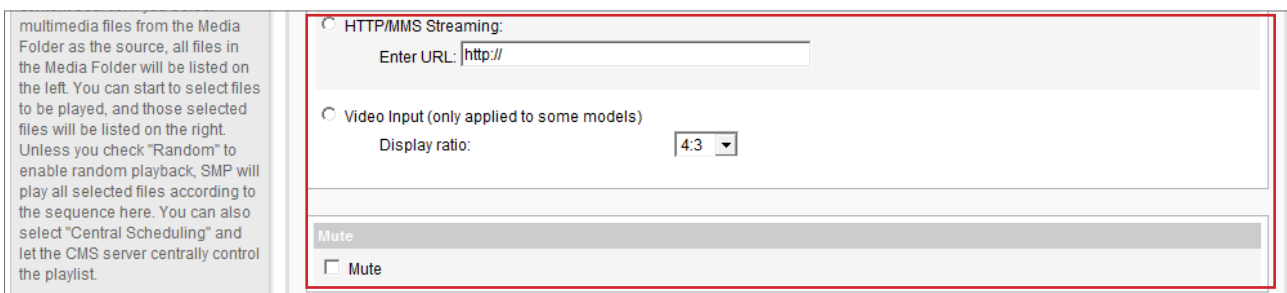 multimedia files from the Media
Folder as the source, all files in
the Media Folder will be listed on
the left. You can start to select files
to be played, and those selected
files will be listed on the right.
Unless you check "Random" to
enable random playback, SMP will
play all selected files according to
the sequence here. You can also
select "Central Scheduling" and
let the CMS server centrally control
the playlist.
HTTP/MMS Streaming:
Enter URL: http://
Video Input (only applied to some models)
Display ratio: 4:3
Mute
Mute